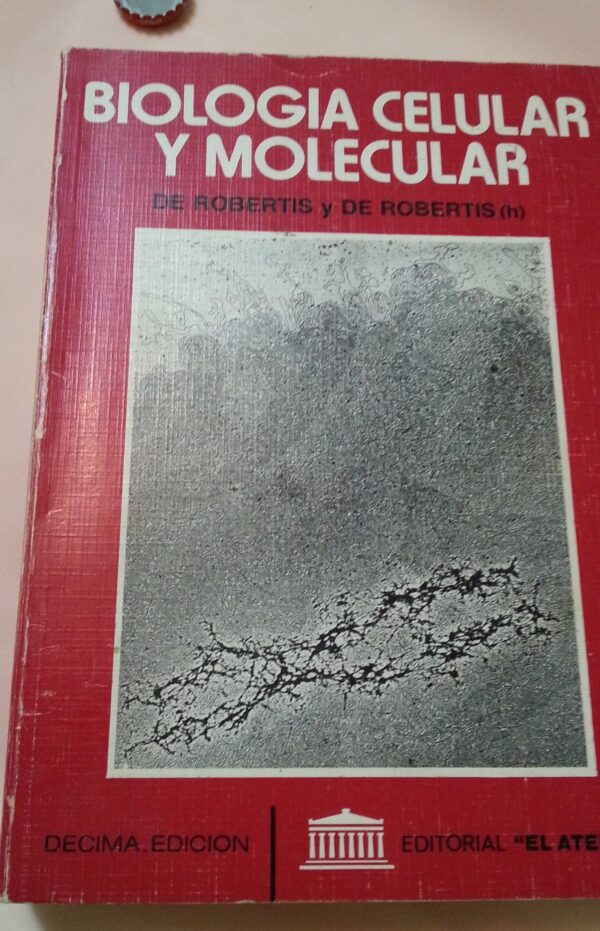 BIOLOGIA CELULAR
Y MOLECULAR
DE ROBERTIS y DE ROBERTIS (h)
DECIMA.EDICION
EDITORIAL "EL ATE